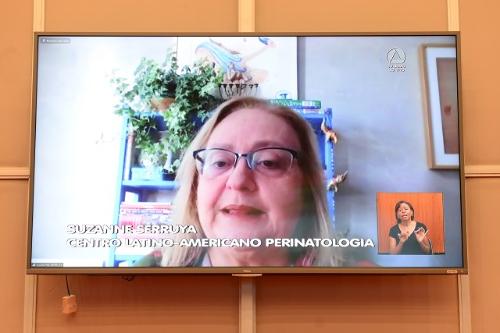 SUZANNE SERRUYA
CENTRO LATINO-AMERICANO PERINATOLOGIA